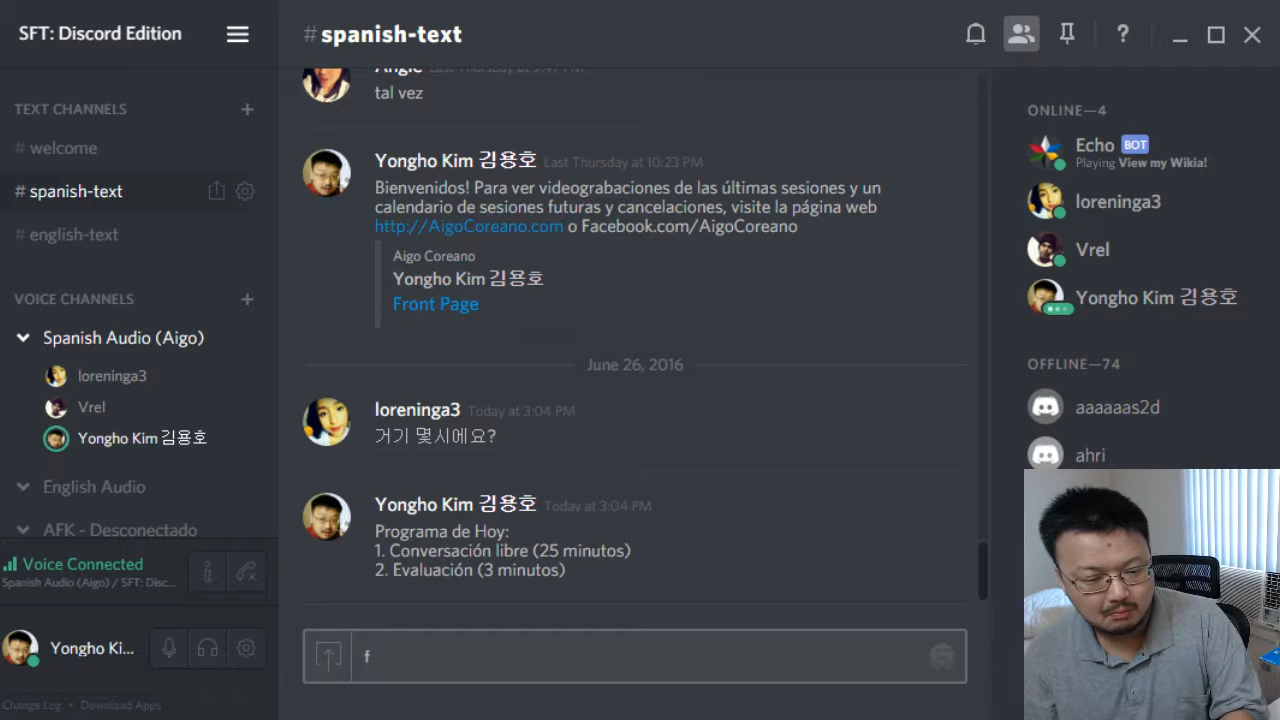 SFT: Discord Edition
TEXT CHANNELS
# welcome
# spanish-text
# english-text
VOICE CHANNELS
Spanish Audio (Aigo)
loreninga3
Vrel
Yongho Kim 김용호
English Audio
AFK - Desconectado
Voice Connected
Spanish Audio (Aigo) / SFT: Disc...
Yongho Ki...
Change Log • Download Apps
# spanish-text
Angie Last Thursday at 9:47 PM
tal vez
Yongho Kim 김용호 Last Thursday at 10:23 PM
Bienvenidos! Para ver videograbaciones de las últimas sesiones y un
calendario de sesiones futuras y cancelaciones, visite la página web
http://AigoCoreano.com o Facebook.com/AigoCoreano
Aigo Coreano
Yongho Kim 김용호
Front Page
June 26, 2016
loreninga3 Today at 3:04 PM
거기 몇시에요?
Yongho Kim 김용호 Today at 3:04 PM
Programa de Hoy:
1. Conversación libre (25 minutos)
2. Evaluación (3 minutos)
f
ONLINE—4
Echo BOT
Playing View my Wikia!
loreninga3
Vrel
Yongho Kim 김용호
OFFLINE—74
aaaaaas2d
ahri